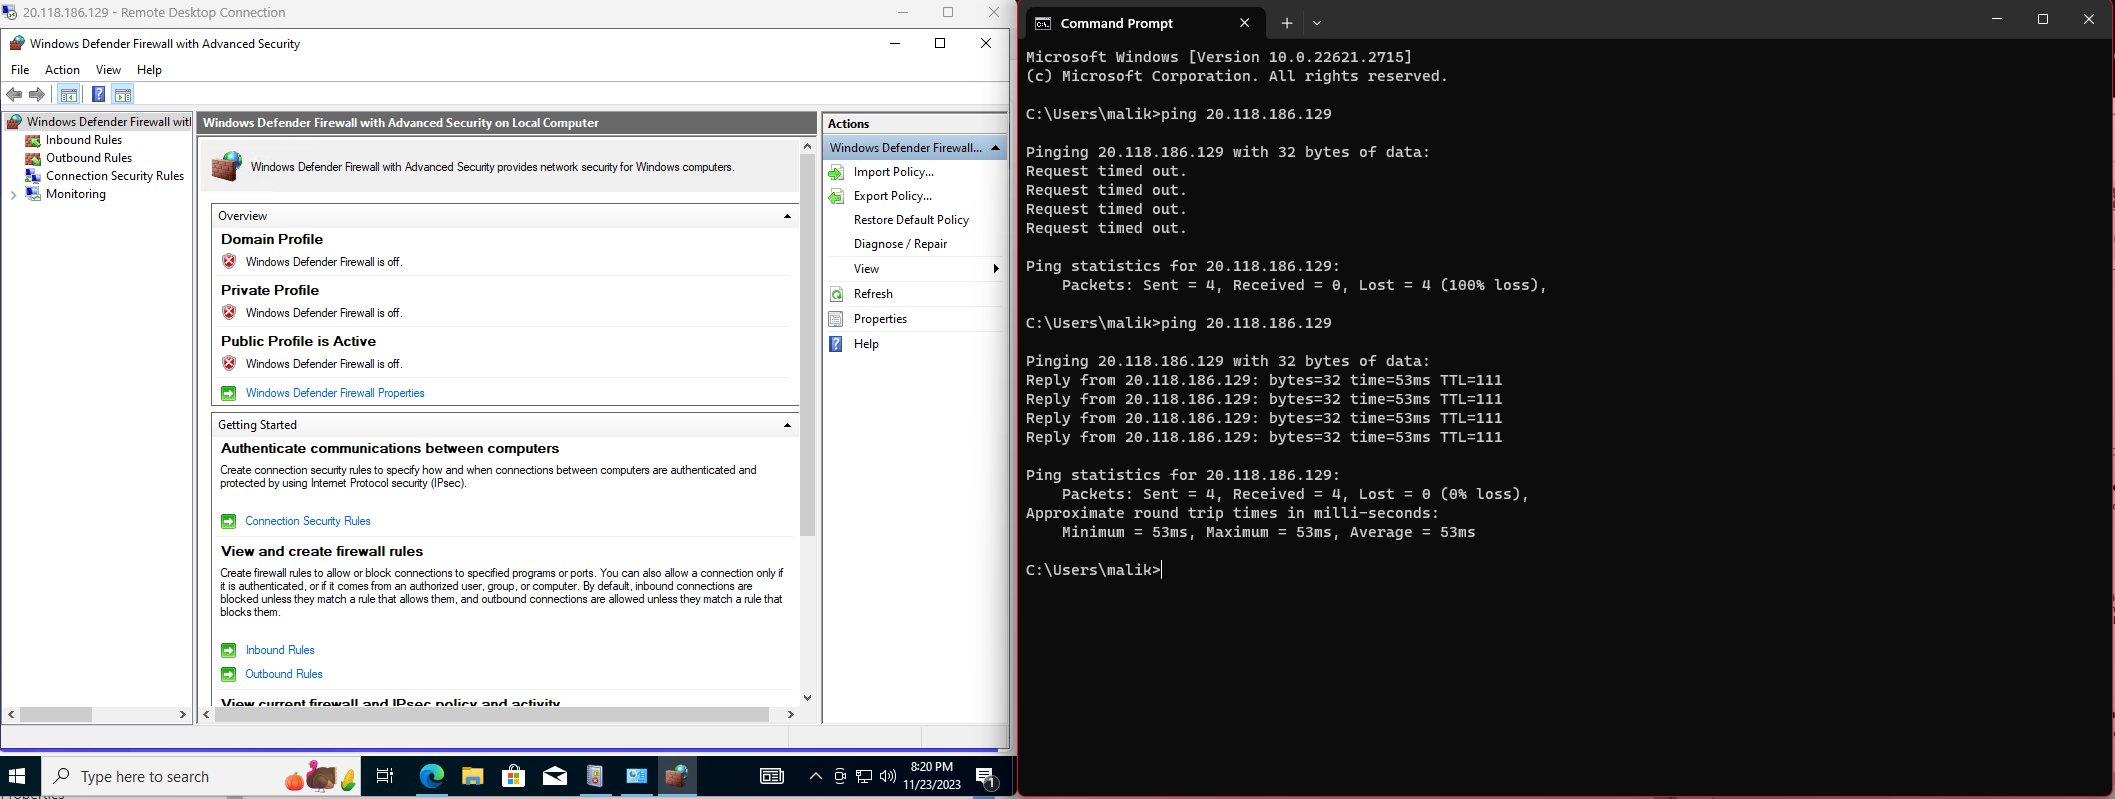 20.118.186.129 - Remote Desktop Connection
Windows Defender Firewall with Advanced Security
File Action View Help
Windows Defender Firewall wit
Inbound Rules
Outbound Rules
Connection Security Rules
Monitoring
Windows Defender Firewall with Advanced Security on Local Computer
Windows Defender Firewall with Advanced Security provides network security for Windows computers.
Overview
Domain Profile
Windows Defender Firewall is off.
Private Profile
Windows Defender Firewall is off.
Public Profile is Active
Windows Defender Firewall is off.
Windows Defender Firewall Properties
Getting Started
Authenticate communications between computers
Create connection security rules to specify how and when connections between computers are authenticated and
protected by using Internet Protocol security (IPsec).
Connection Security Rules
View and create firewall rules
Create firewall rules to allow or block connections to specified programs or ports. You can also allow a connection only if
it is authenticated, or if it comes from an authorized user, group, or computer. By default, inbound connections are
blocked unless they match a rule that allows them, and outbound connections are allowed unless they match a rule that
blocks them.
Inbound Rules
Outbound Rules
View current firewall and IPsec policy and activity
Actions
Windows Defender Firewall...
Import Policy...
Export Policy...
Restore Default Policy
Diagnose / Repair
View
Refresh
Properties
Help
Type here to search
8:20 PM
11/23/2023
1
Properties
Command Prompt
Microsoft Windows [Version 10.0.22621.2715]
(c) Microsoft Corporation. All rights reserved.
C:\Users\malik>ping 20.118.186.129
Pinging 20.118.186.129 with 32 bytes of data:
Request timed out.
Request timed out.
Request timed out.
Request timed out.
Ping statistics for 20.118.186.129:
Packets: Sent = 4, Received = 0, Lost = 4 (100% loss),
C:\Users\malik>ping 20.118.186.129
Pinging 20.118.186.129 with 32 bytes of data:
Reply from 20.118.186.129: bytes=32 time=53ms TTL=111
Reply from 20.118.186.129: bytes=32 time=53ms TTL=111
Reply from 20.118.186.129: bytes=32 time=53ms TTL=111
Reply from 20.118.186.129: bytes=32 time=53ms TTL=111
Ping statistics for 20.118.186.129:
Packets: Sent = 4, Received = 4, Lost = 0 (0% loss),
Approximate round trip times in milli-seconds:
Minimum = 53ms, Maximum = 53ms, Average = 53ms
C:\Users\malik>